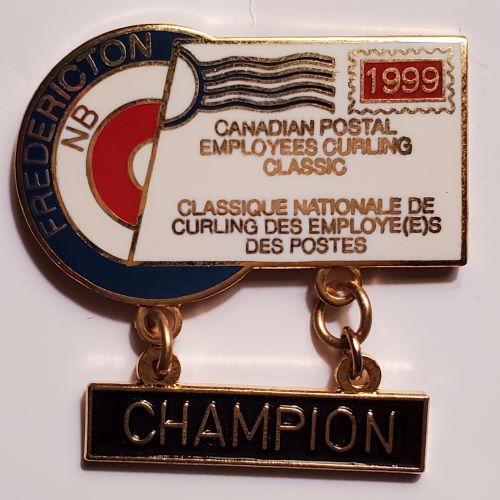 FREDERICTON
NB
1999
CANADIAN POSTAL
EMPLOYEES CURLING
CLASSIC
CLASSIQUE NATIONALE DE
CURLING DES EMPLOYE(E)S
DES POSTES
CHAMPION